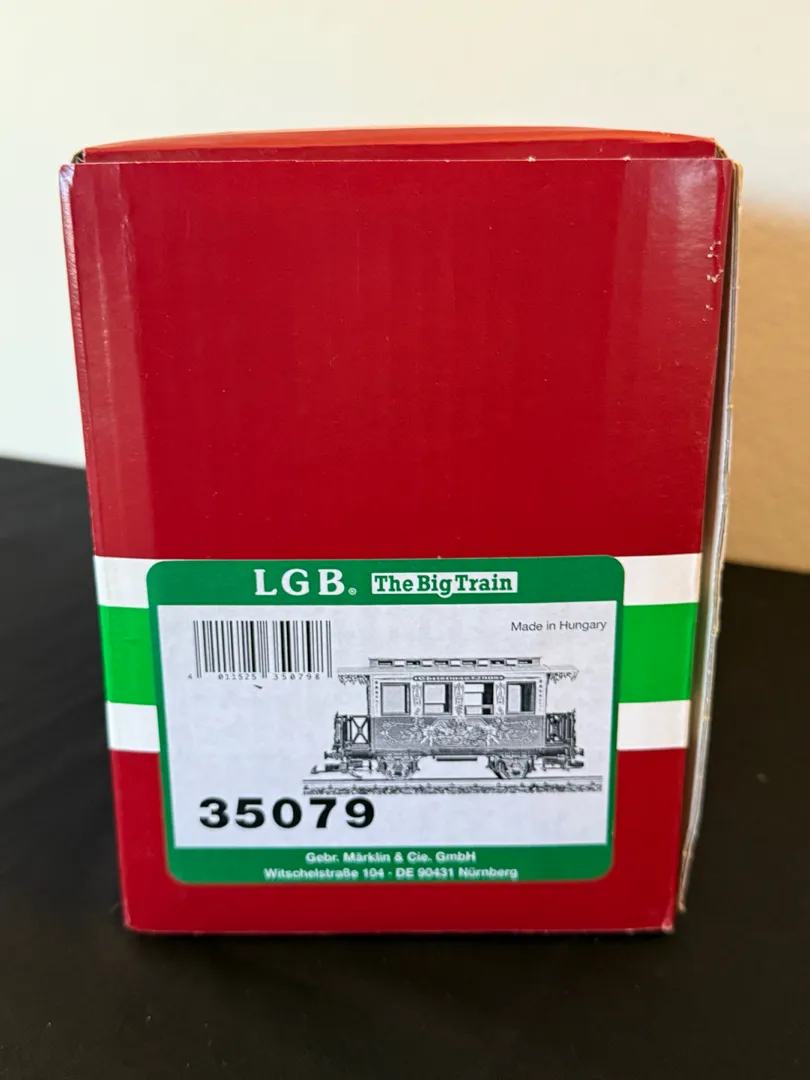 LGB® The Big Train
Made in Hungary
4 011525 350796
35079
Gebr. Märklin & Cie. GmbH
Witschelstraße 104 · DE 90431 Nürnberg